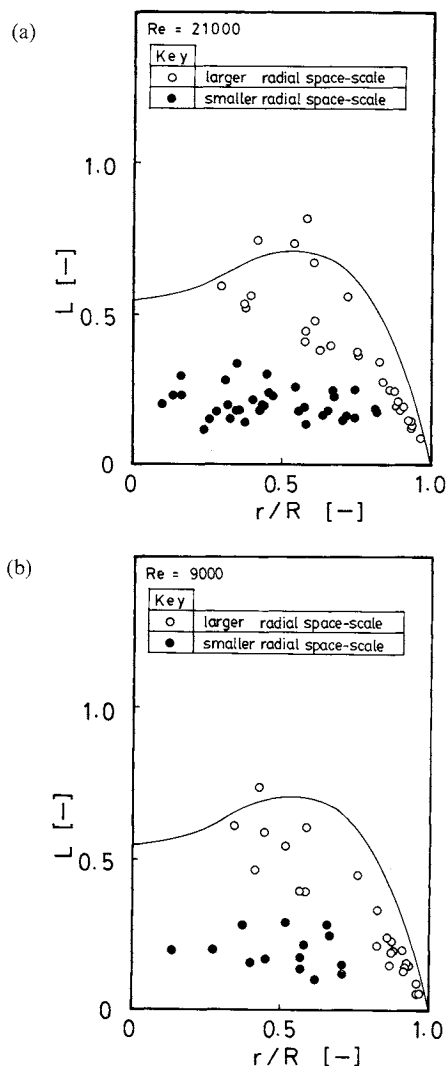 (a)
Re = 21000
Key
○ larger radial space-scale
● smaller radial space-scale
1.0
0.5
0
L [-]
0 0.5 1.0
r/R [-]
(b)
Re = 9000
Key
○ larger radial space-scale
● smaller radial space-scale
1.0
0.5
0
L [-]
0 0.5 1.0
r/R [-]